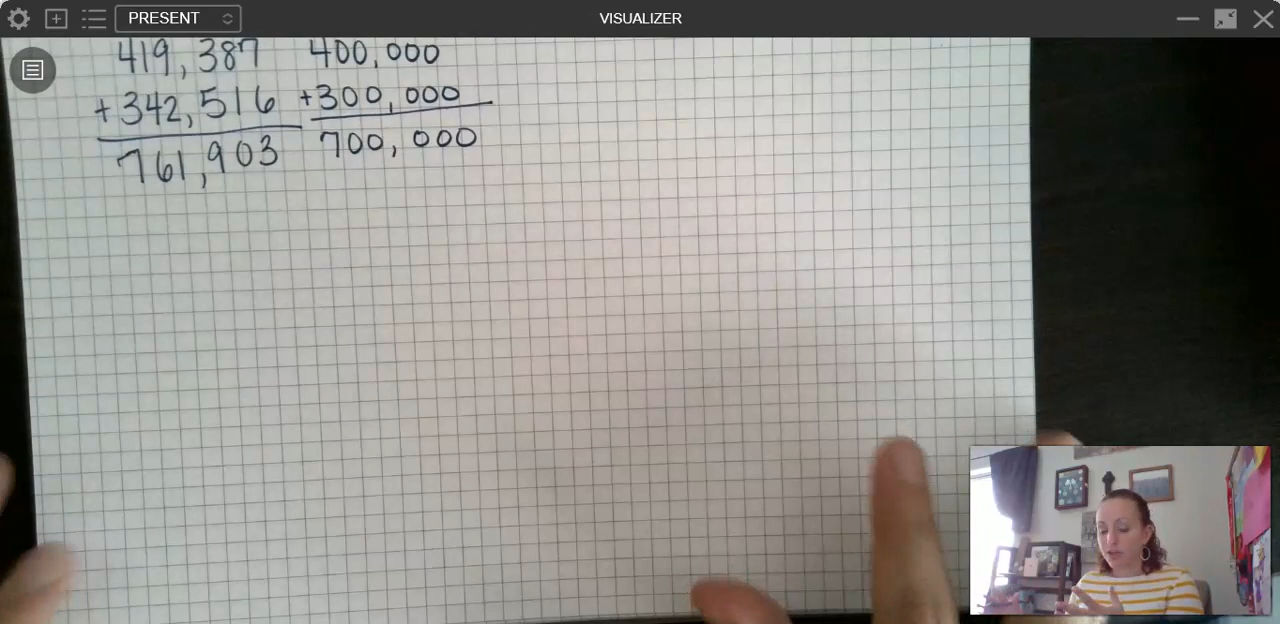 PRESENT
VISUALIZER
419,387 400,000
+342,516 +300,000
761,903 700,000